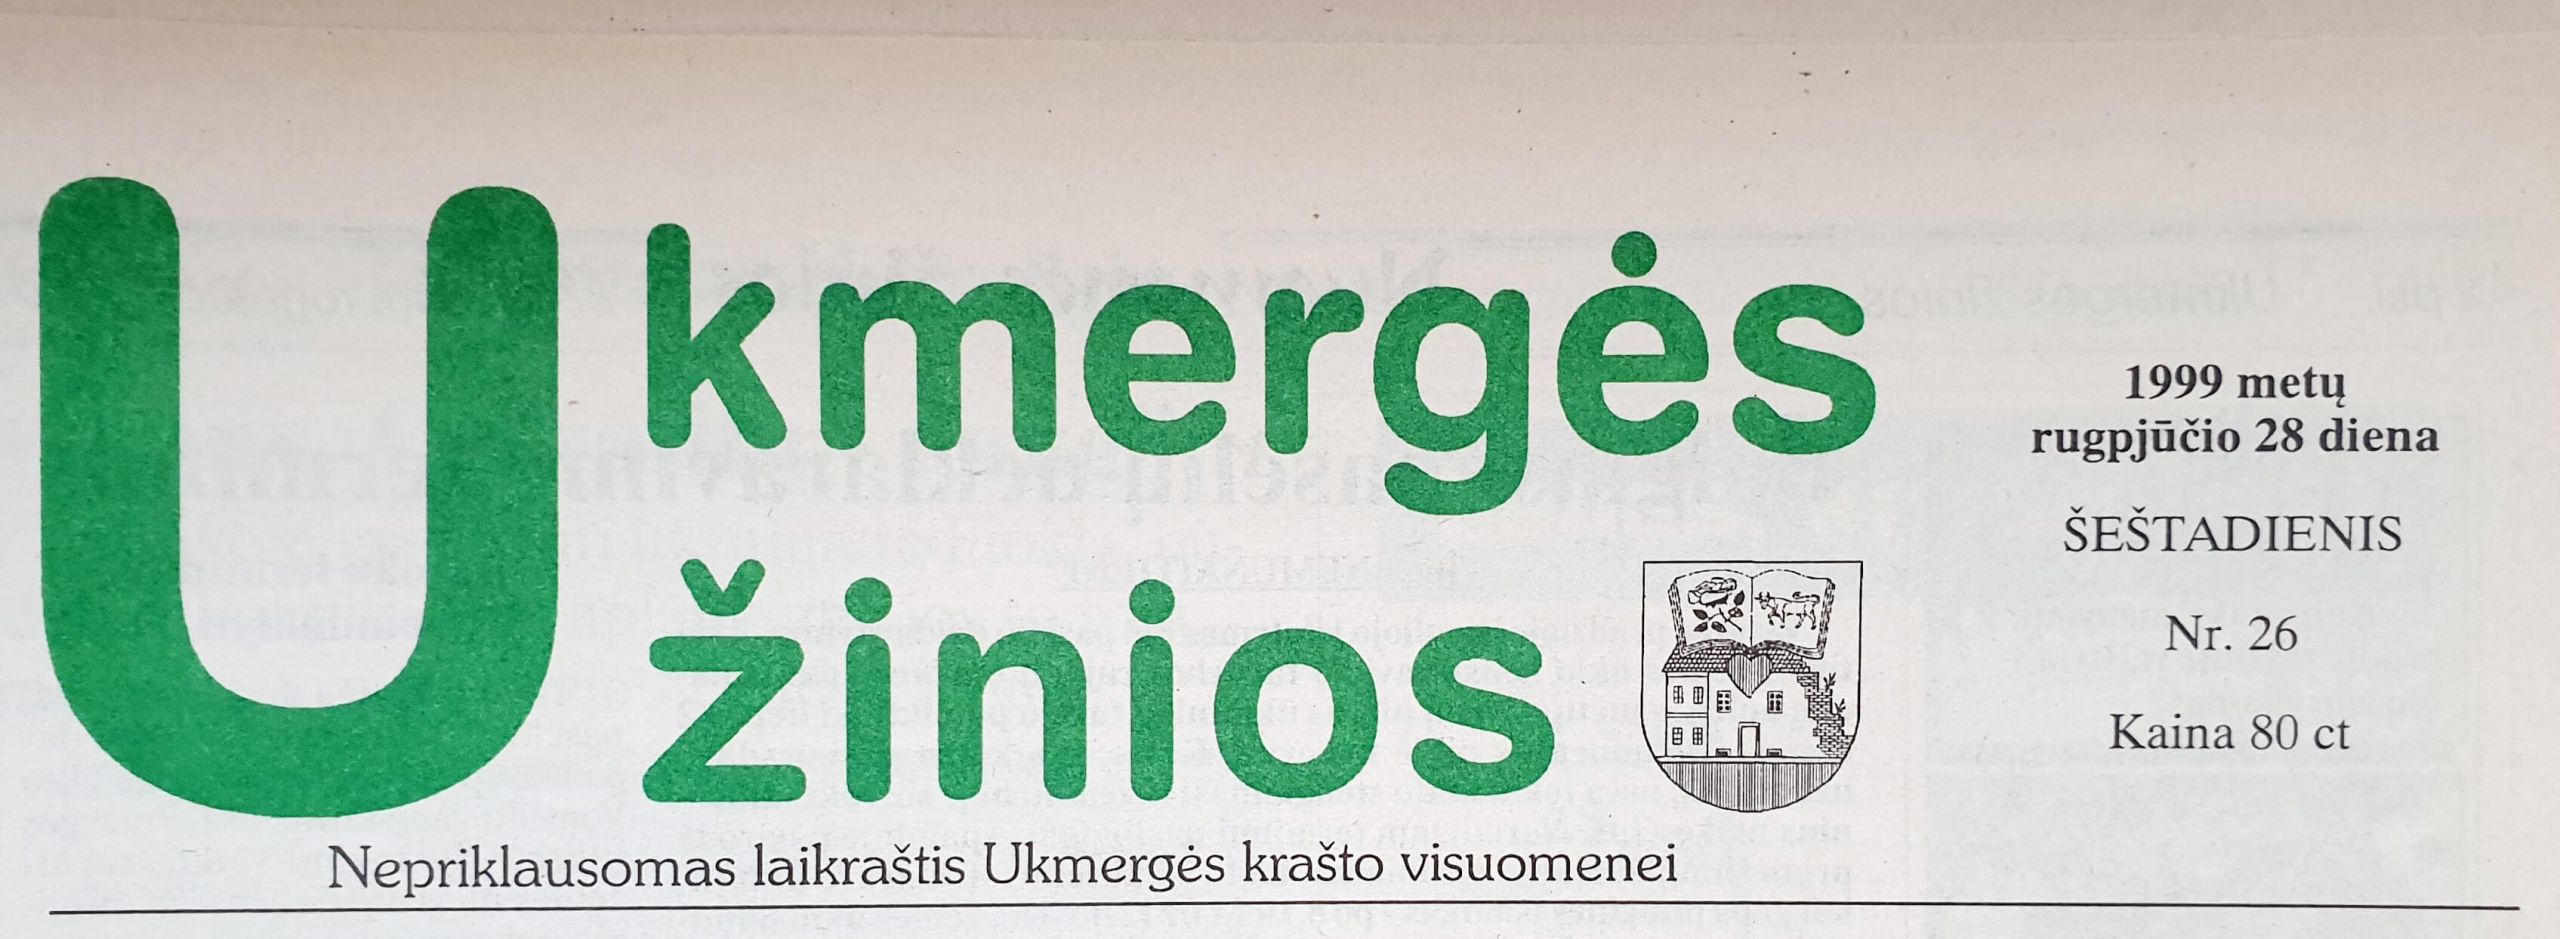 Ukmergės
žinios
1999 metų
rugpjūčio 28 diena
ŠEŠTADIENIS
Nr. 26
Kaina 80 ct
Nepriklausomas laikraštis Ukmergės krašto visuomenei